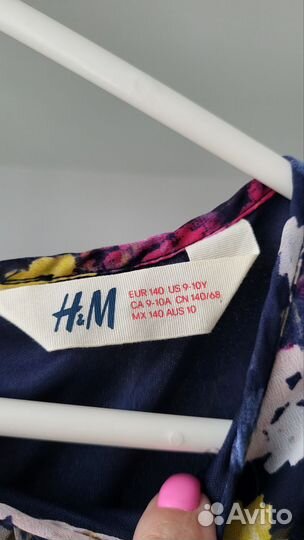 H&M
EUR 140 US 9-10Y
CA 9-10A CN 140/68
MX 140 AUS 10
Avito